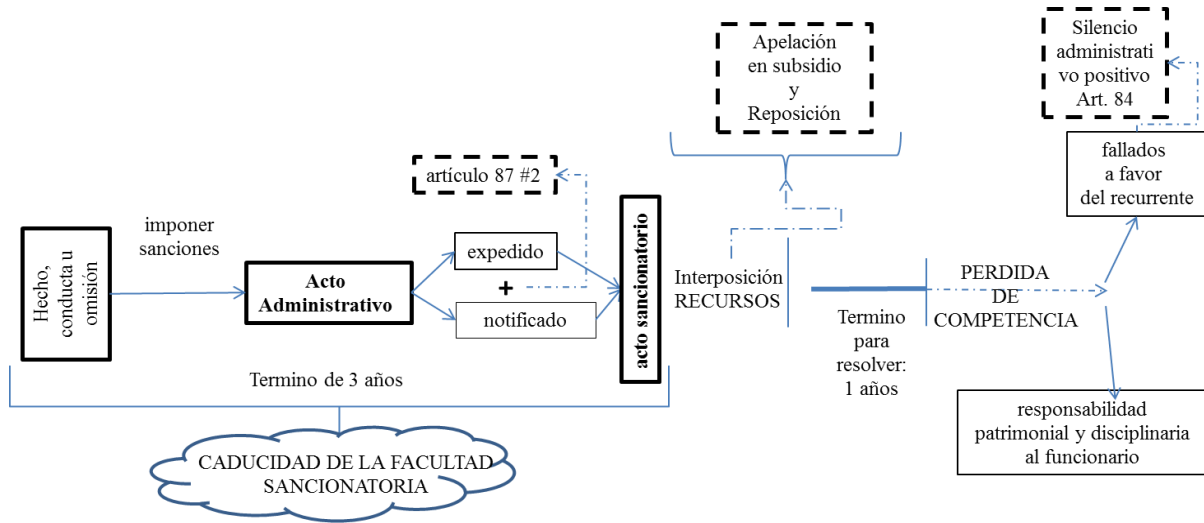 Hecho,
conducta u
omisión
imponer
sanciones
Acto
Administrativo
artículo 87 #2
expedido
+
notificado
acto sancionatorio
Termino de 3 años
CADUCIDAD DE LA FACULTAD
SANCIONATORIA
Apelación
en subsidio
y
Reposición
Interposición
RECURSOS
Termino
para
resolver:
1 años
PERDIDA
DE
COMPETENCIA
Silencio
administrati
vo positivo
Art. 84
fallados
a favor
del recurrente
responsabilidad
patrimonial y disciplinaria
al funcionario